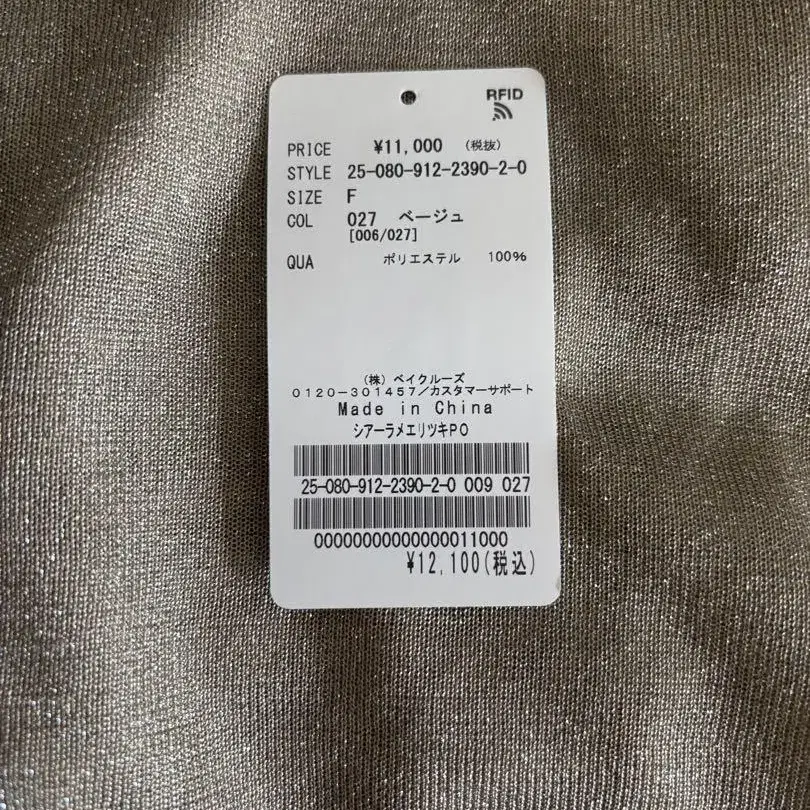 RFID
PRICE ¥11,000 (税抜)
STYLE 25-080-912-2390-2-0
SIZE F
COL 027 ベージュ
[006/027]
QUA ポリエステル 100%
(株) ベイクルーズ
0120-301457/カスタマーサポート
Made in China
シアーラメエリツキPO
25-080-912-2390-2-0 009 027
00000000000000011000
¥12,100(税込)